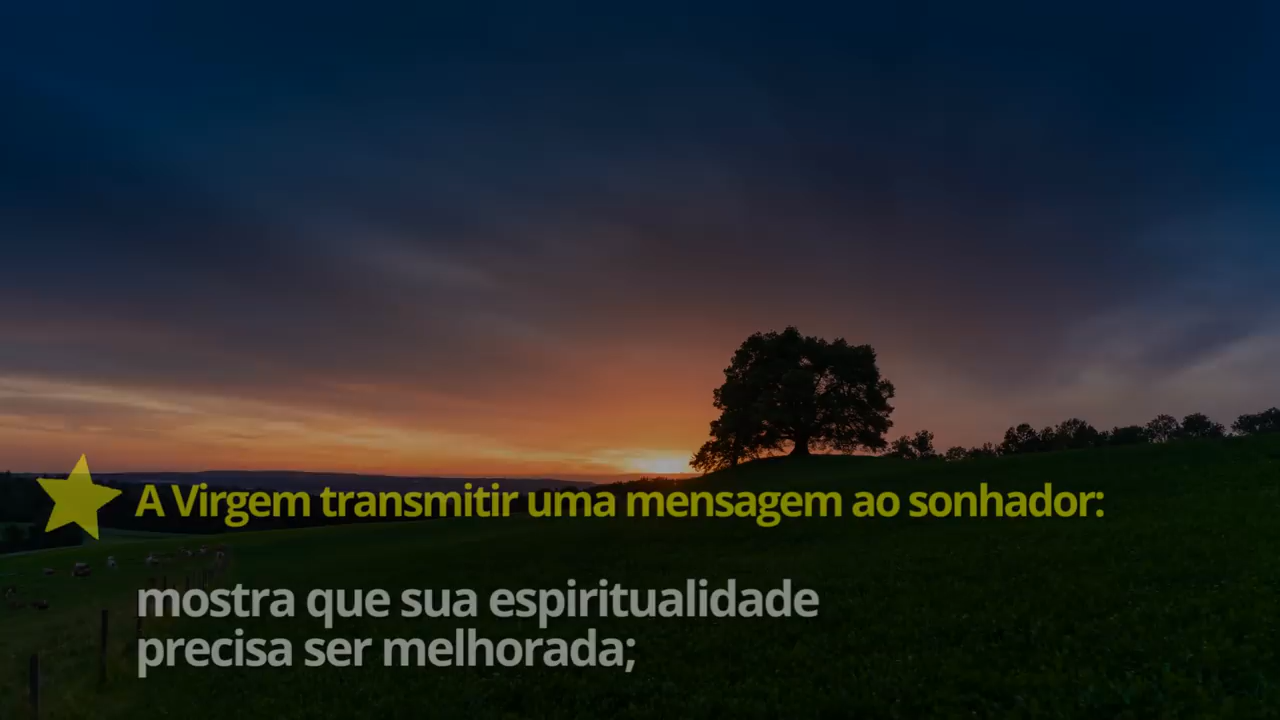 A Virgem transmitir uma mensagem ao sonhador:
mostra que sua espiritualidade
precisa ser melhorada;